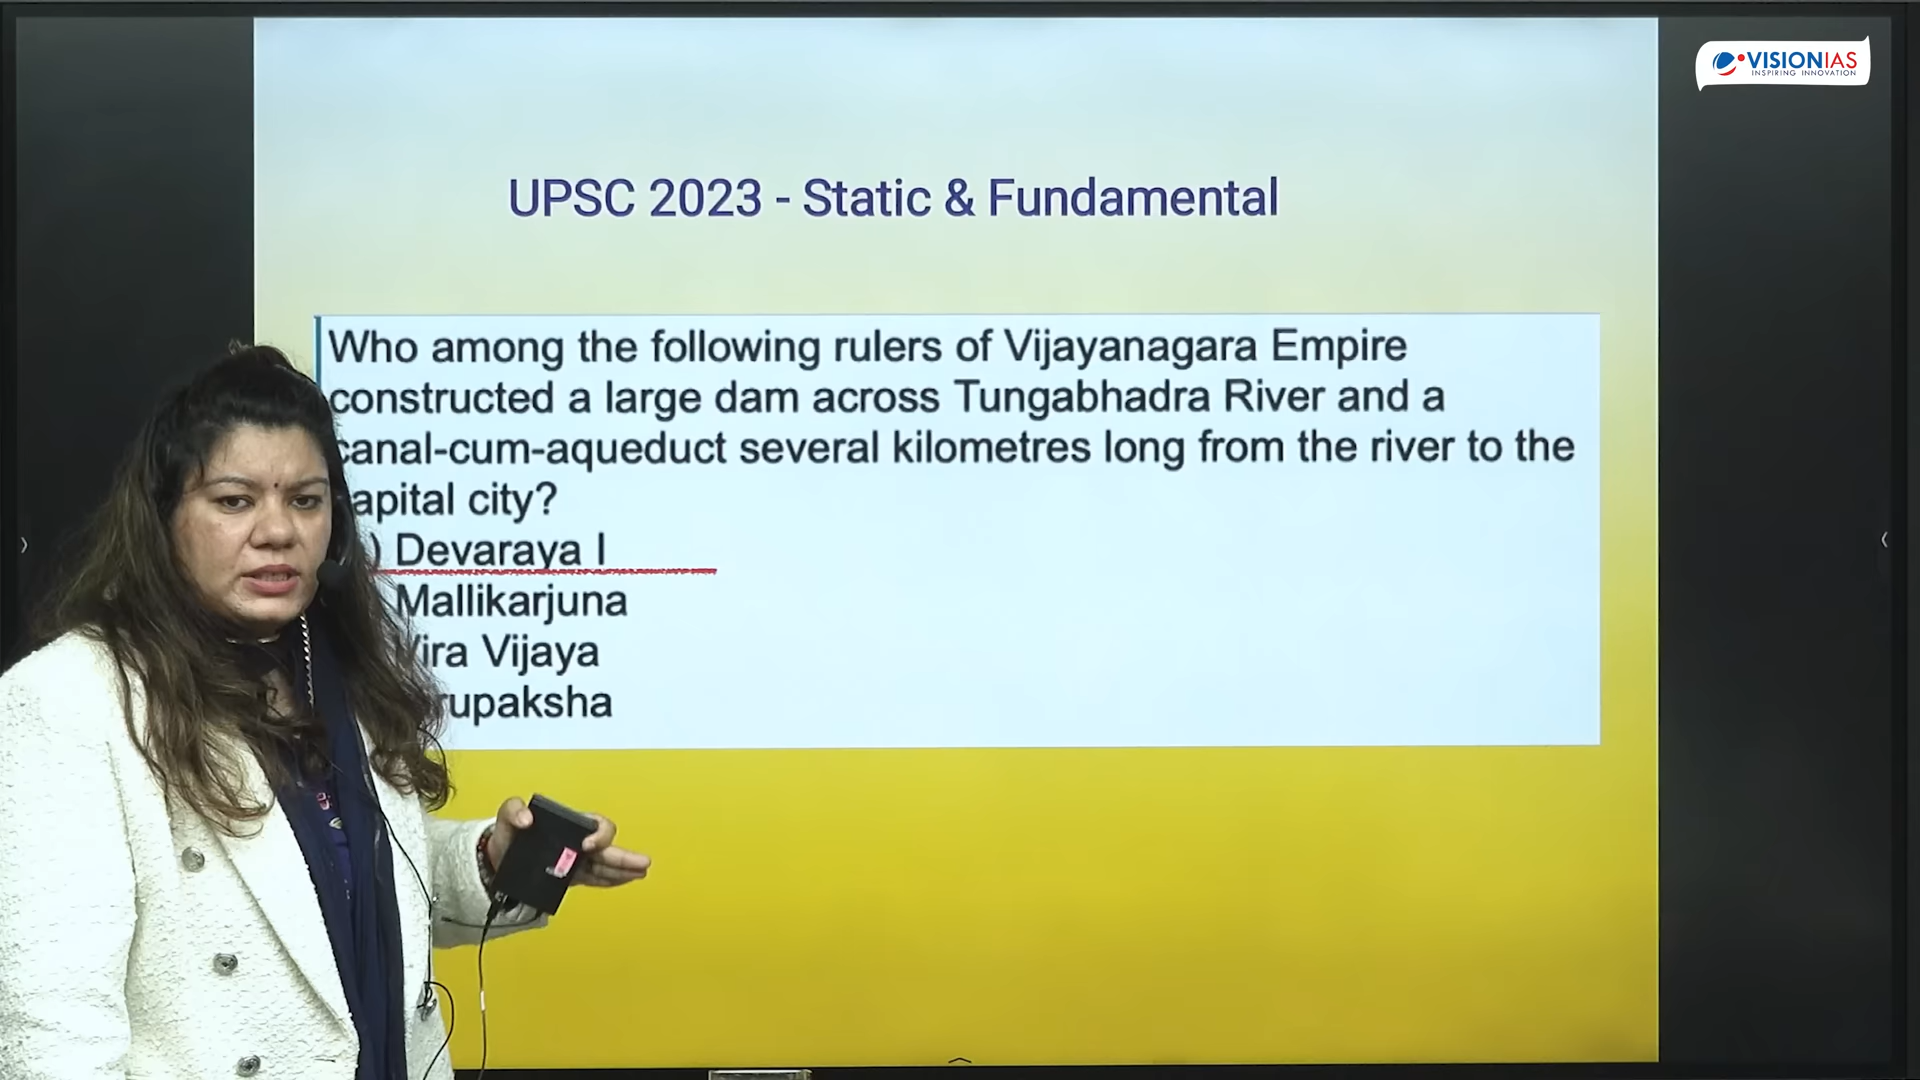 VISIONIAS
INSPIRING INNOVATION
UPSC 2023 - Static & Fundamental
Who among the following rulers of Vijayanagara Empire
constructed a large dam across Tungabhadra River and a
canal-cum-aqueduct several kilometres long from the river to the
apital city?
) Devaraya I
Mallikarjuna
Vira Vijaya
rupaksha